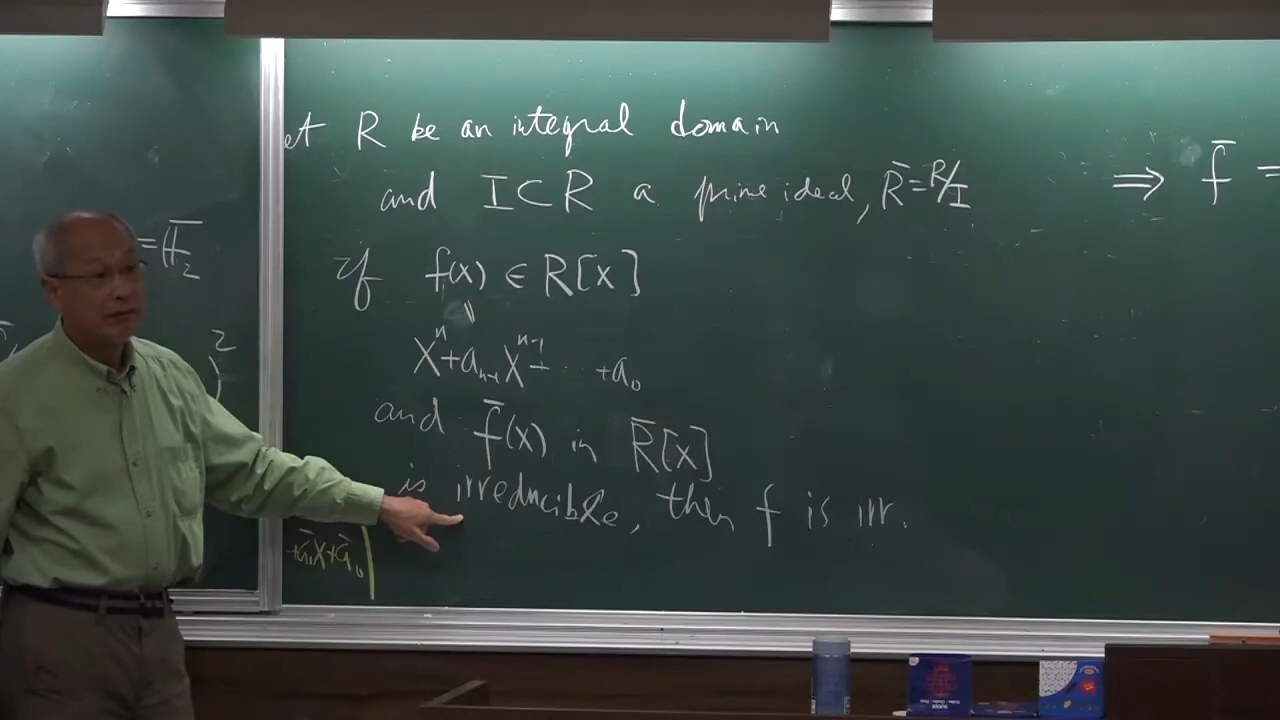 et R be an integral domain
and I⊂R a prime ideal, R̄=R/I
if f(x) ∈ R[x]
x^n+a_{n-1}x^{n-1}+ ... +a_0
and f̄(x) in R̄[x]
is irreducible, then f is irr.
⇒ f̄ =
=F̄_2
)^2
+ā_1x+ā_0